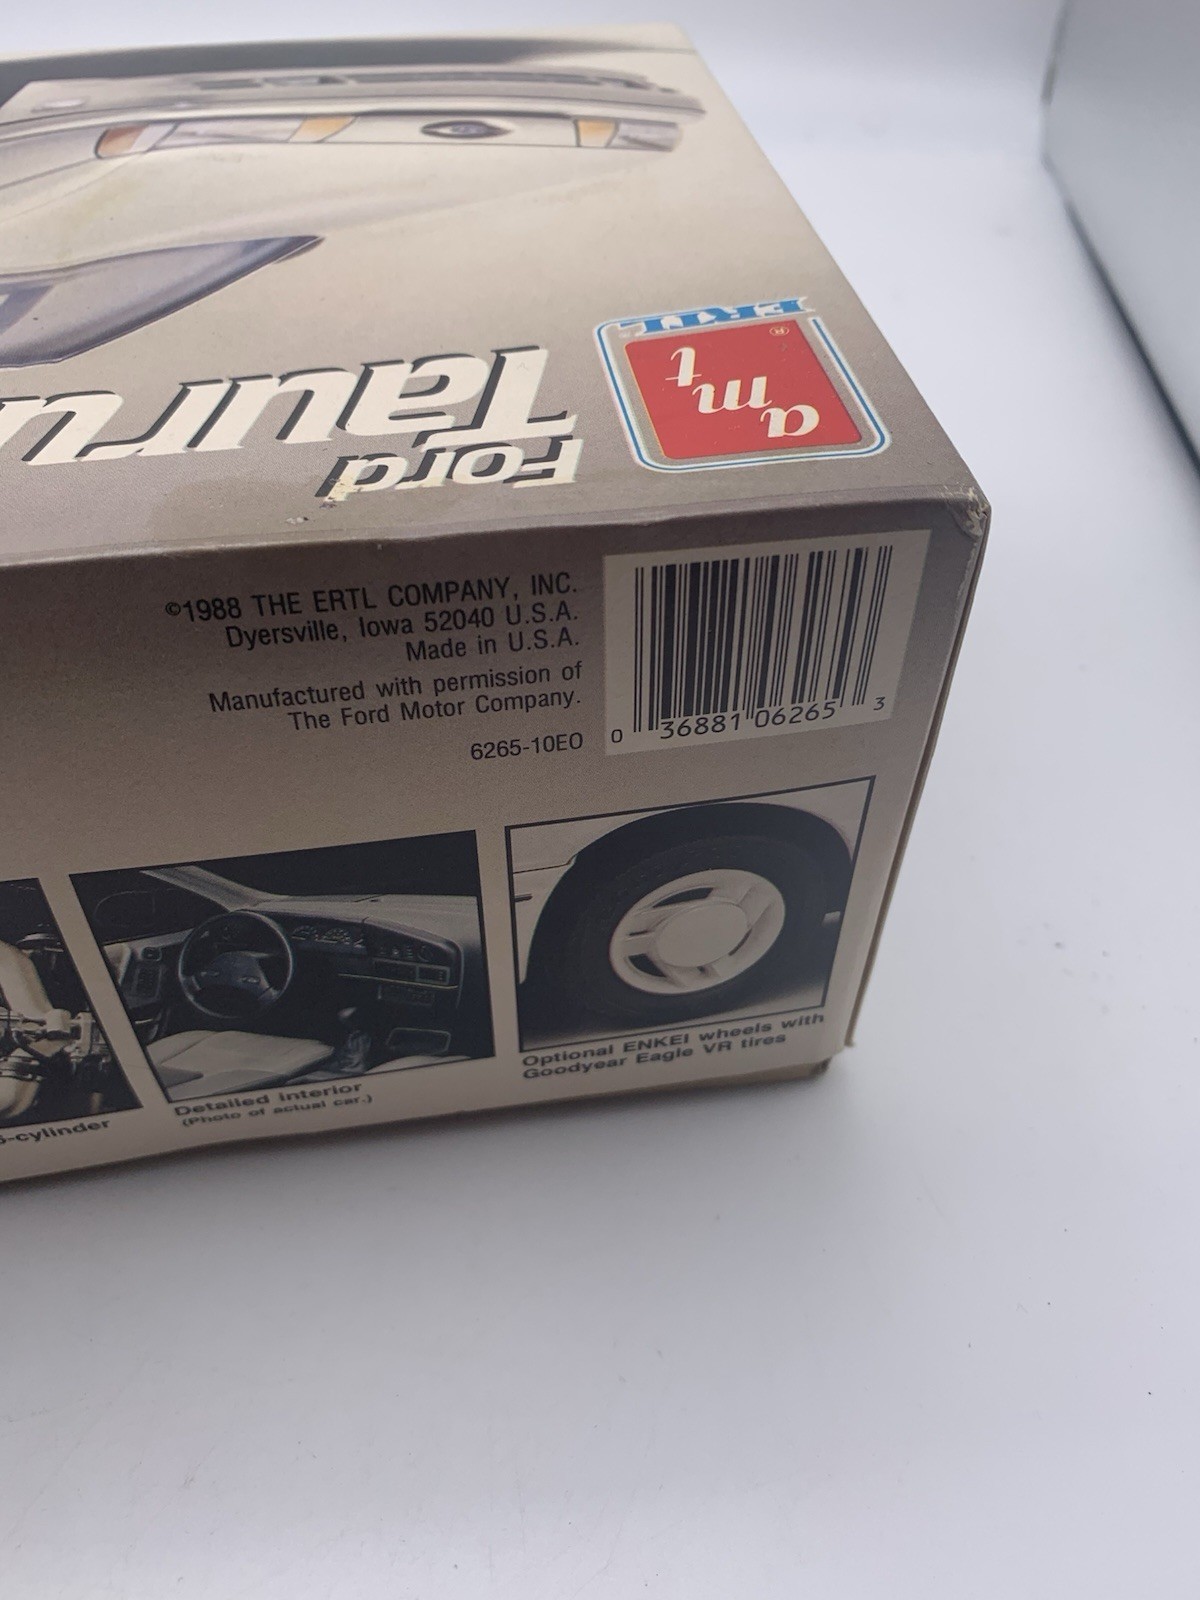 ERTL
amt
®
Ford
Tauru
©1988 THE ERTL COMPANY, INC.
Dyersville, Iowa 52040 U.S.A.
Made in U.S.A.
Manufactured with permission of
The Ford Motor Company.
6265-10EO
0 36881 06265 3
-cylinder
Detailed interior
(Photo of actual car.)
Optional ENKEI wheels with
Goodyear Eagle VR tires